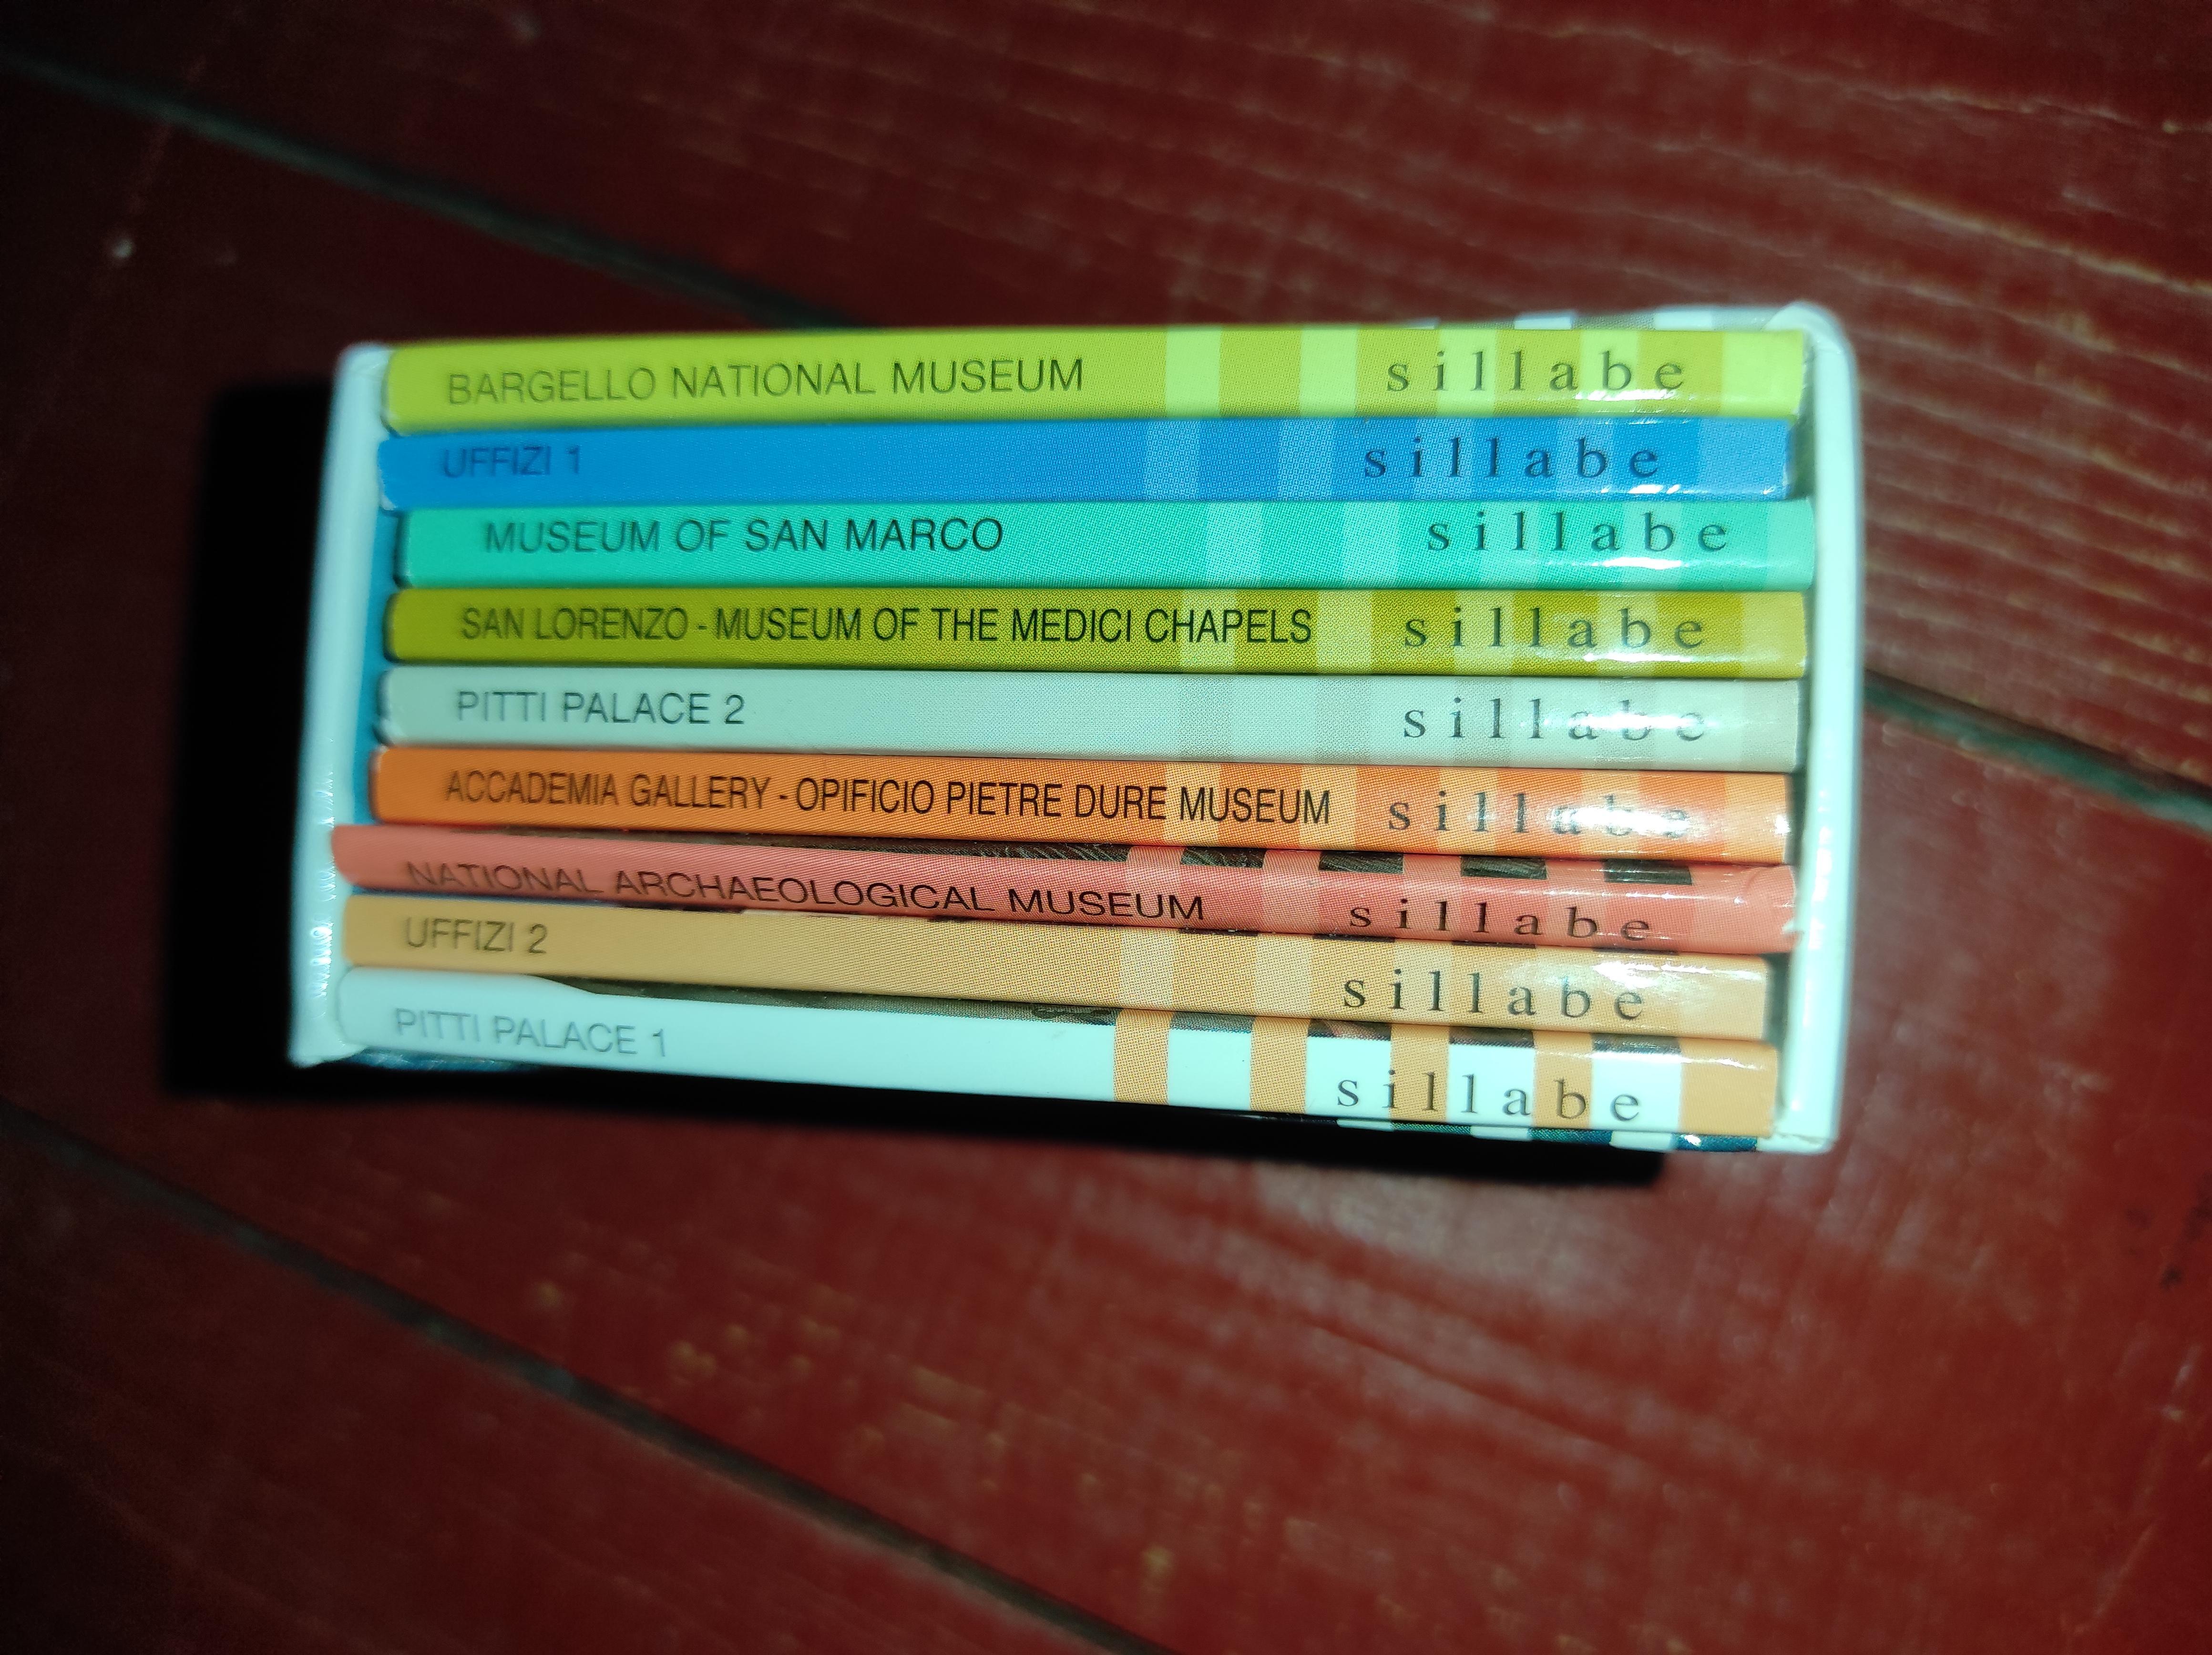 BARGELLO NATIONAL MUSEUM sillabe
UFFIZI 1 sillabe
MUSEUM OF SAN MARCO sillabe
SAN LORENZO - MUSEUM OF THE MEDICI CHAPELS sillabe
PITTI PALACE 2 sillabe
ACCADEMIA GALLERY - OPIFICIO PIETRE DURE MUSEUM sillabe
NATIONAL ARCHAEOLOGICAL MUSEUM sillabe
UFFIZI 2 sillabe
PITTI PALACE 1 sillabe